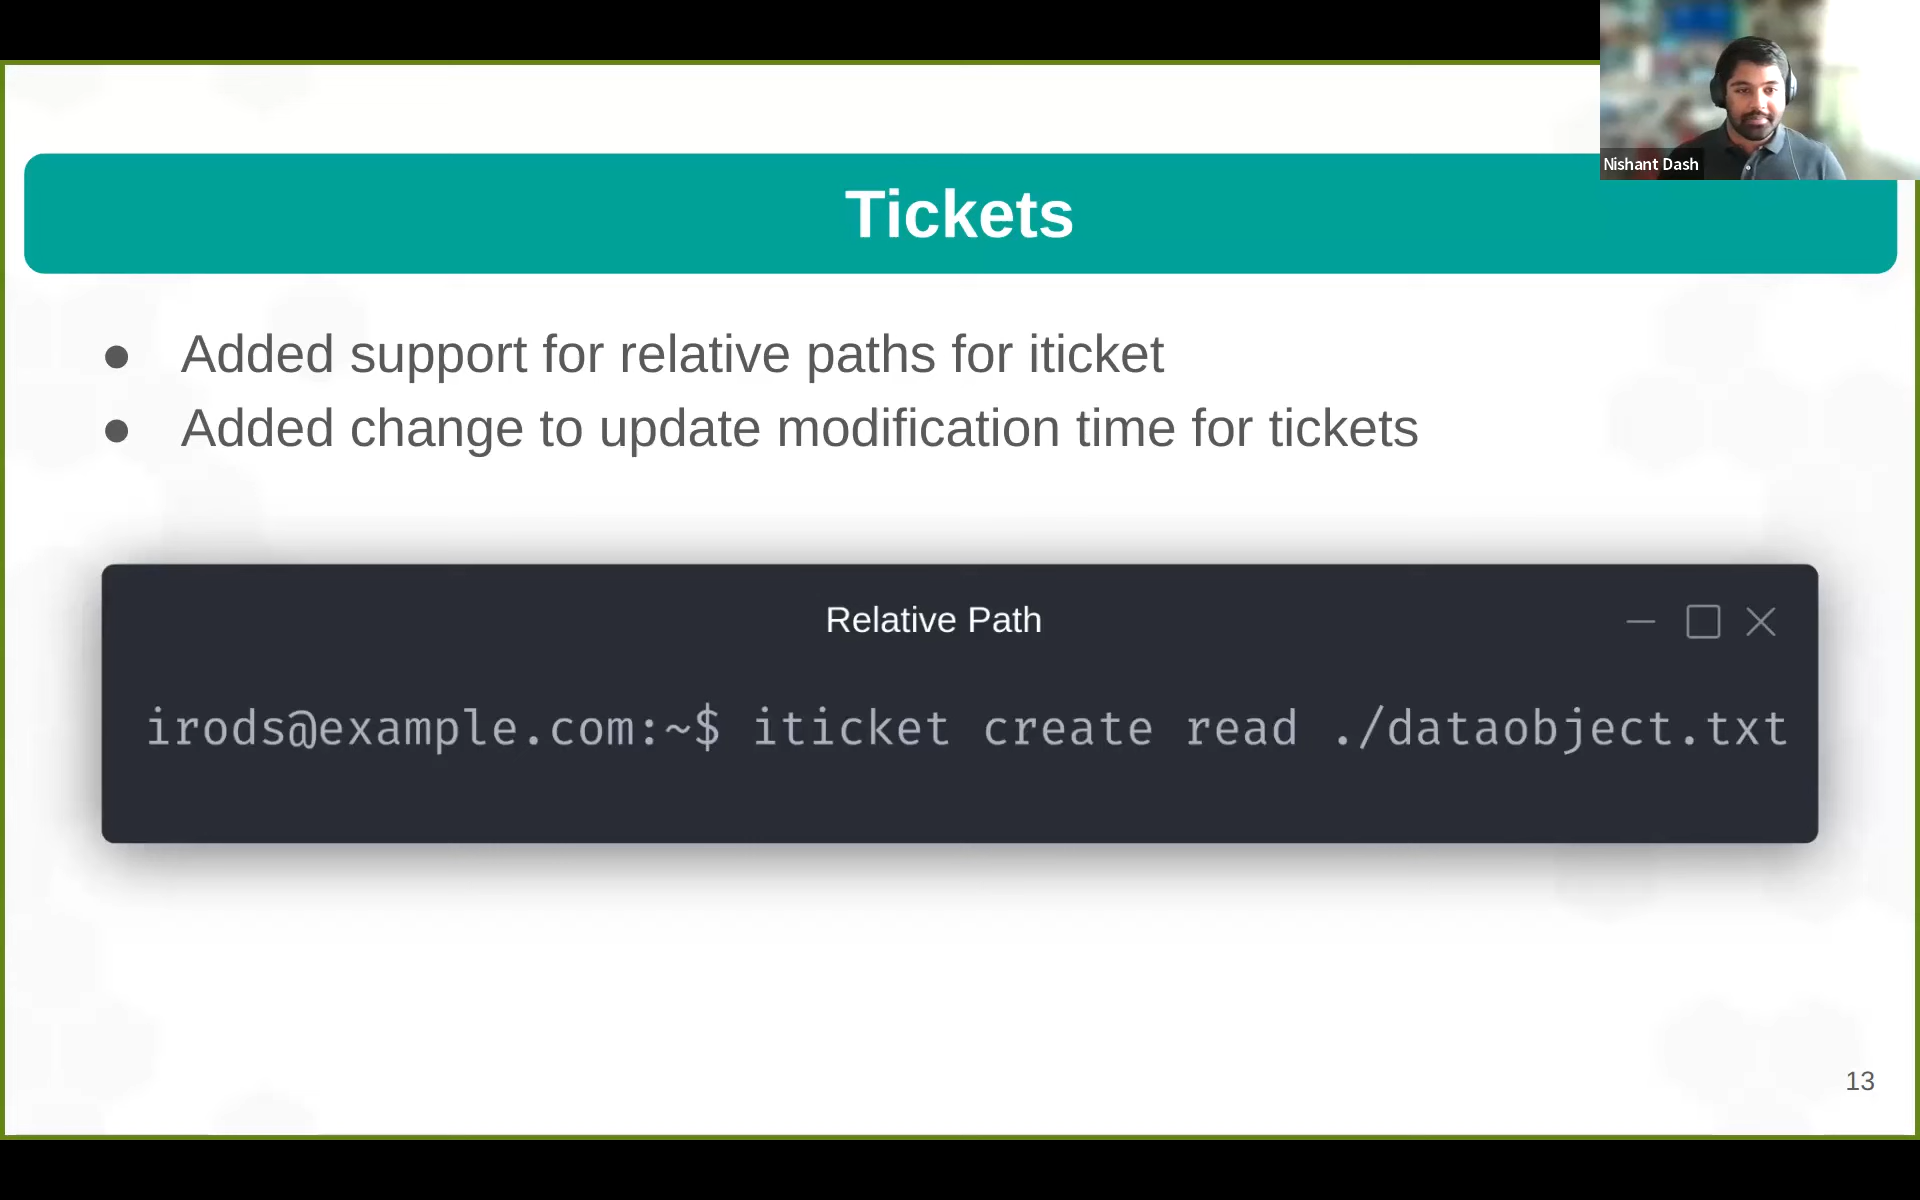 Nishant Dash
Tickets
● Added support for relative paths for iticket
● Added change to update modification time for tickets
Relative Path
irods@example.com:~$ iticket create read ./dataobject.txt
13